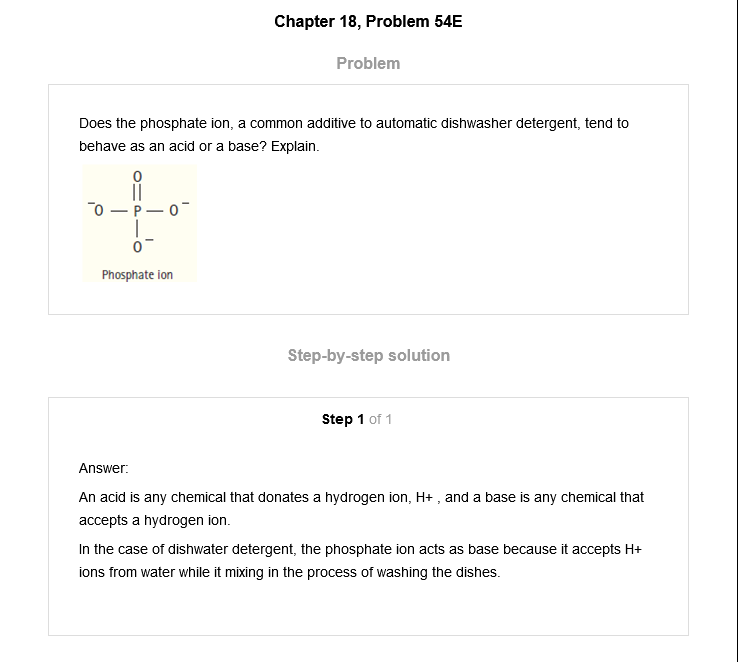 Chapter 18, Problem 54E
Problem
Does the phosphate ion, a common additive to automatic dishwasher detergent, tend to
behave as an acid or a base? Explain.
O
||
⁻O — P — O⁻
|
O⁻
Phosphate ion
Step-by-step solution
Step 1 of 1
Answer:
An acid is any chemical that donates a hydrogen ion, H+ , and a base is any chemical that
accepts a hydrogen ion.
In the case of dishwater detergent, the phosphate ion acts as base because it accepts H+
ions from water while it mixing in the process of washing the dishes.